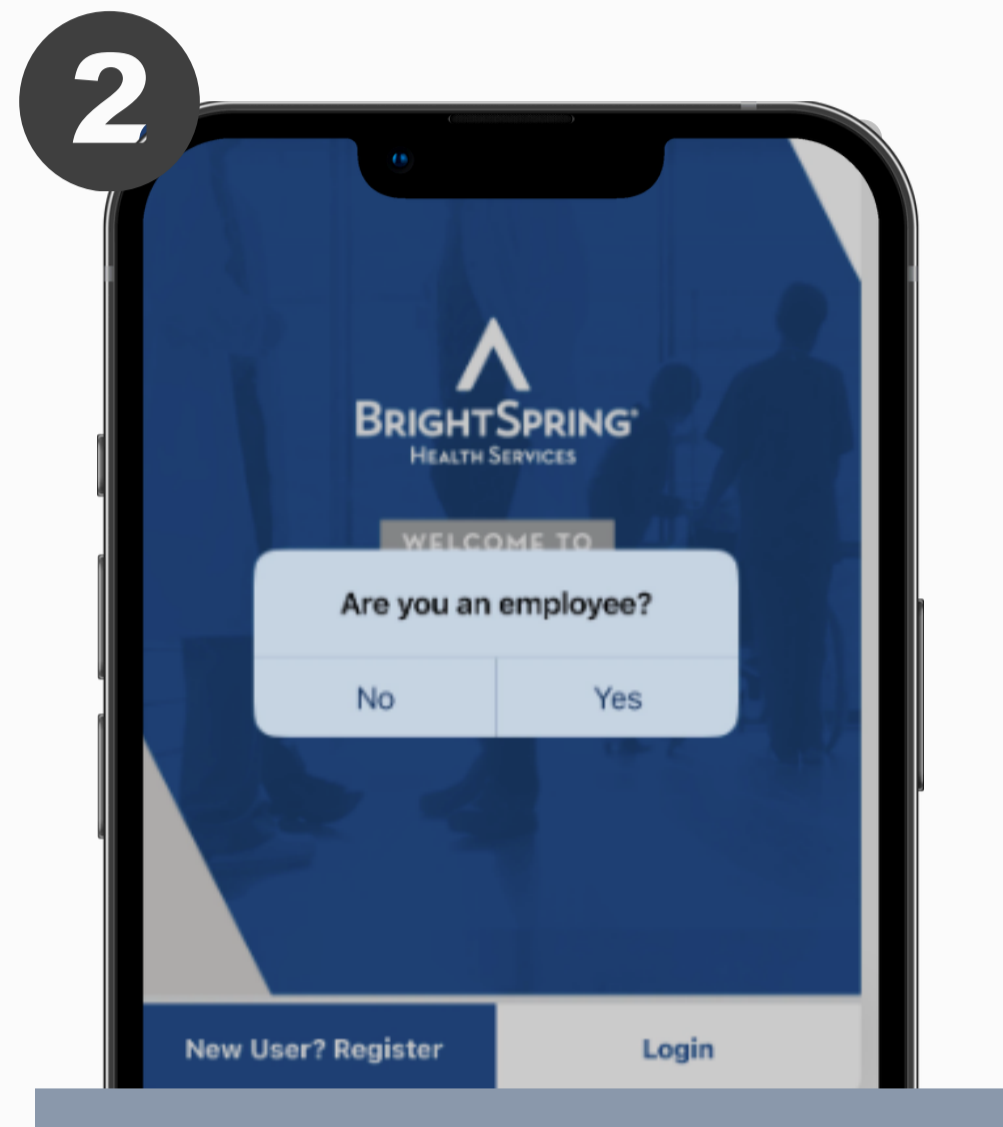 2
BRIGHTSPRING®
HEALTH SERVICES
WELCOME TO
Are you an employee?
No Yes
New User? Register Login